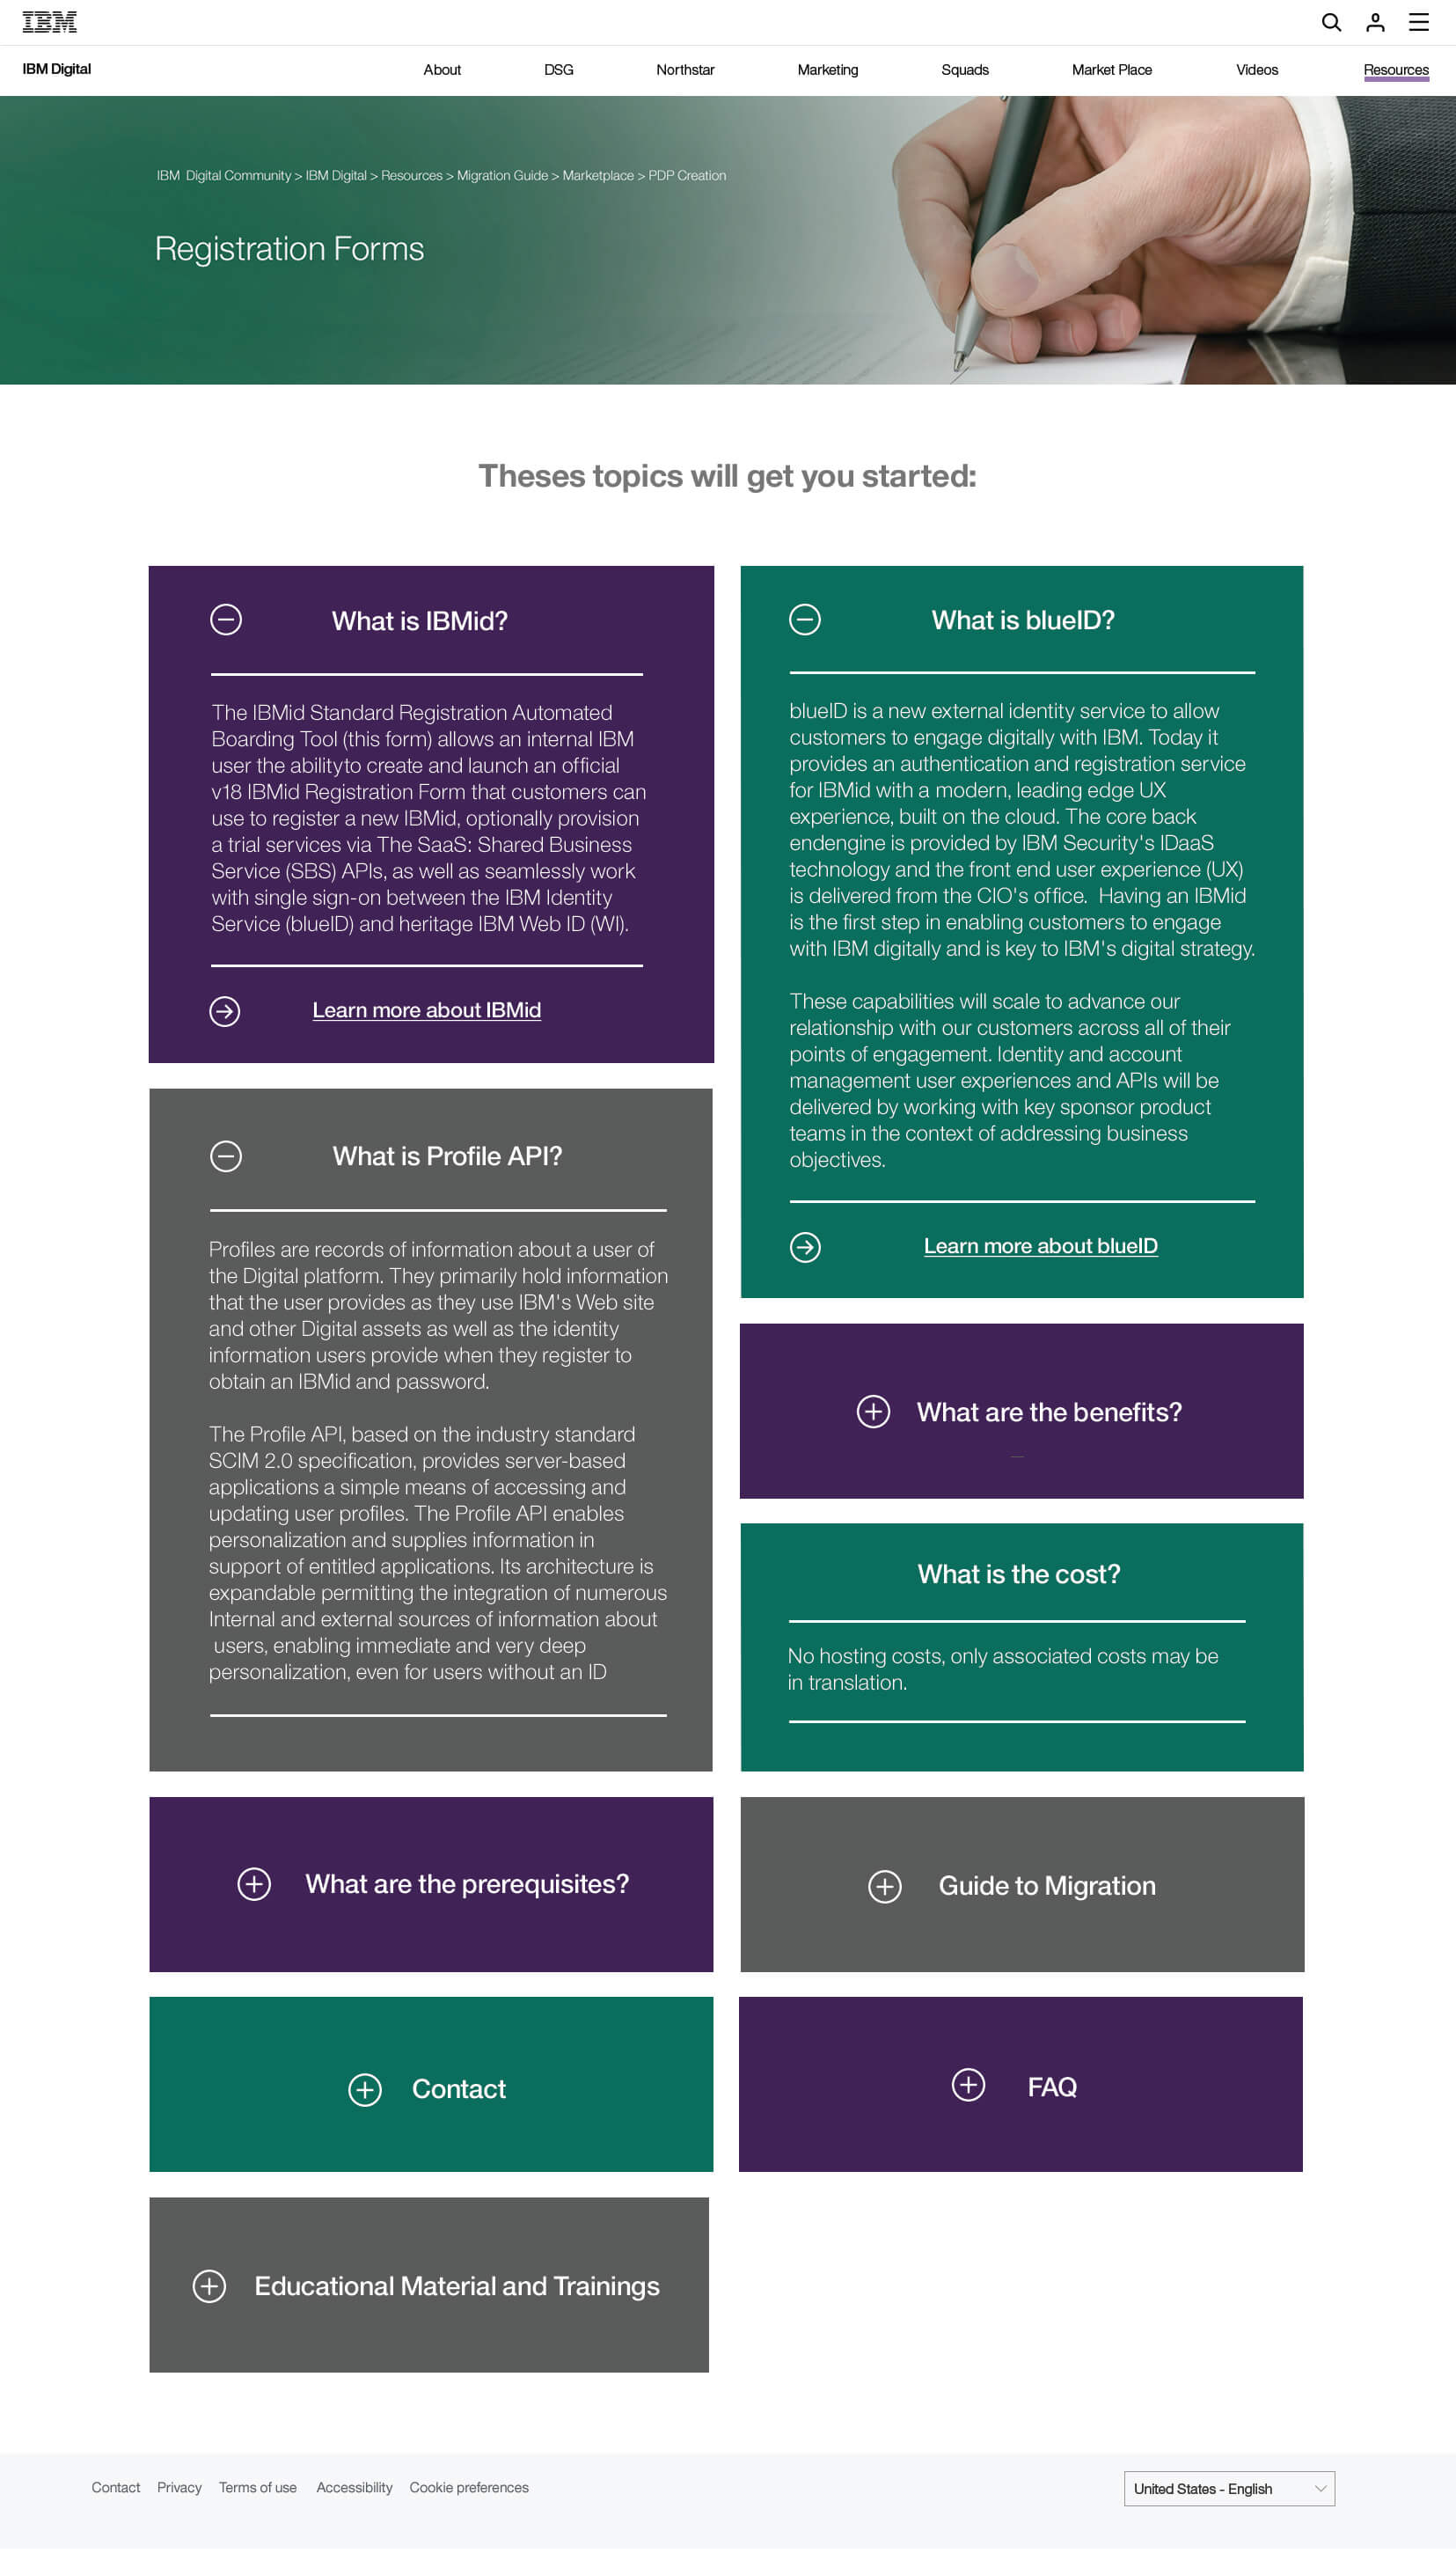 IBM
IBM Digital
About
DSG
Northstar
Marketing
Squads
Market Place
Videos
Resources
IBM  Digital Community > IBM Digital > Resources > Migration Guide > Marketplace > PDP Creation
Registration Forms
Theses topics will get you started:
What is IBMid?
The IBMid Standard Registration Automated
Boarding Tool (this form) allows an internal IBM
user the abilityto create and launch an official
v18 IBMid Registration Form that customers can
use to register a new IBMid, optionally provision
a trial services via The SaaS: Shared Business
Service (SBS) APIs, as well as seamlessly work
with single sign-on between the IBM Identity
Service (blueID) and heritage IBM Web ID (WI).
Learn more about IBMid
What is blueID?
blueID is a new external identity service to allow
customers to engage digitally with IBM. Today it
provides an authentication and registration service
for IBMid with a modern, leading edge UX
experience, built on the cloud. The core back
endengine is provided by IBM Security's IDaaS
technology and the front end user experience (UX)
is delivered from the CIO's office.  Having an IBMid
is the first step in enabling customers to engage
with IBM digitally and is key to IBM's digital strategy.
These capabilities will scale to advance our
relationship with our customers across all of their
points of engagement. Identity and account
management user experiences and APIs will be
delivered by working with key sponsor product
teams in the context of addressing business
objectives.
Learn more about blueID
What is Profile API?
Profiles are records of information about a user of
the Digital platform. They primarily hold information
that the user provides as they use IBM's Web site
and other Digital assets as well as the identity
information users provide when they register to
obtain an IBMid and password.
The Profile API, based on the industry standard
SCIM 2.0 specification, provides server-based
applications a simple means of accessing and
updating user profiles. The Profile API enables
personalization and supplies information in
support of entitled applications. Its architecture is
expandable permitting the integration of numerous
Internal and external sources of information about
users, enabling immediate and very deep
personalization, even for users without an ID
What are the benefits?
What is the cost?
No hosting costs, only associated costs may be
in translation.
What are the prerequisites?
Guide to Migration
Contact
FAQ
Educational Material and Trainings
Contact
Privacy
Terms of use
Accessibility
Cookie preferences
United States - English